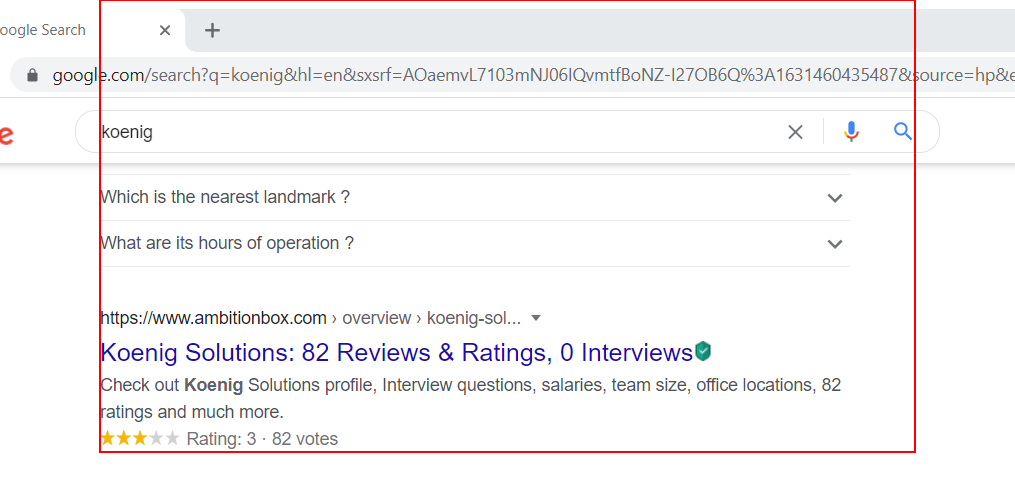 oogle Search
google.com/search?q=koenig&hl=en&sxsrf=AOaemvL7103mNJ06IQvmtfBoNZ-I27OB6Q%3A1631460435487&source=hp&e
e
koenig
Which is the nearest landmark ?
What are its hours of operation ?
https://www.ambitionbox.com › overview › koenig-sol...
Koenig Solutions: 82 Reviews & Ratings, 0 Interviews
Check out Koenig Solutions profile, Interview questions, salaries, team size, office locations, 82
ratings and much more.
Rating: 3 · 82 votes